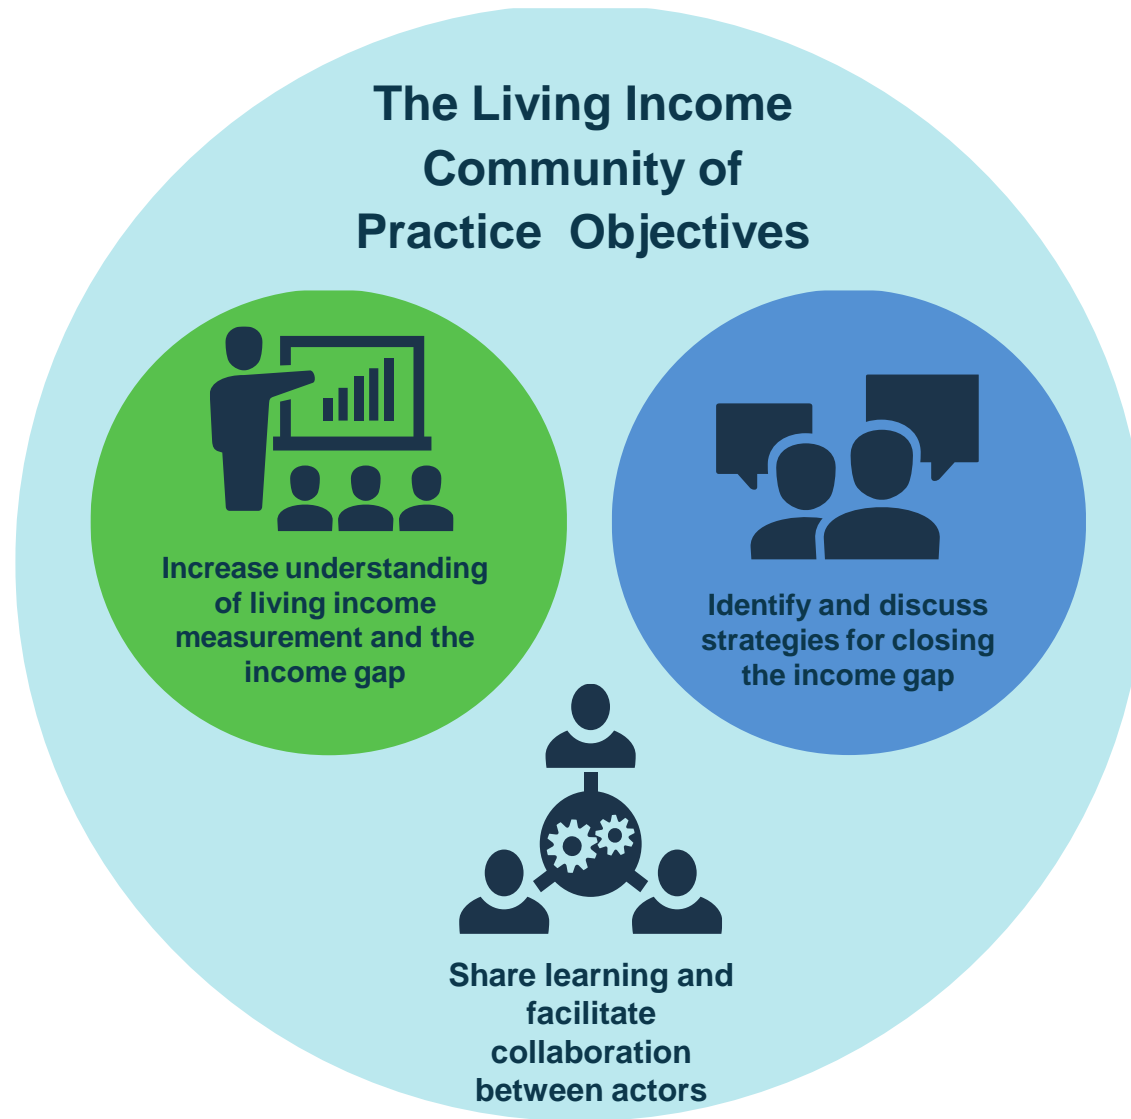 The Living Income
Community of
Practice  Objectives
Increase understanding
of living income
measurement and the
income gap
Identify and discuss
strategies for closing
the income gap
Share learning and
facilitate
collaboration
between actors